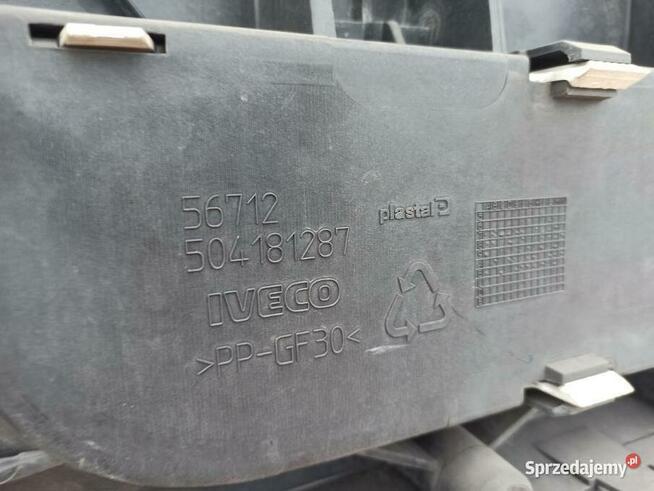 56712
504181287
IVECO
>PP-GF30<
plastal
Sprzedajemy.pl